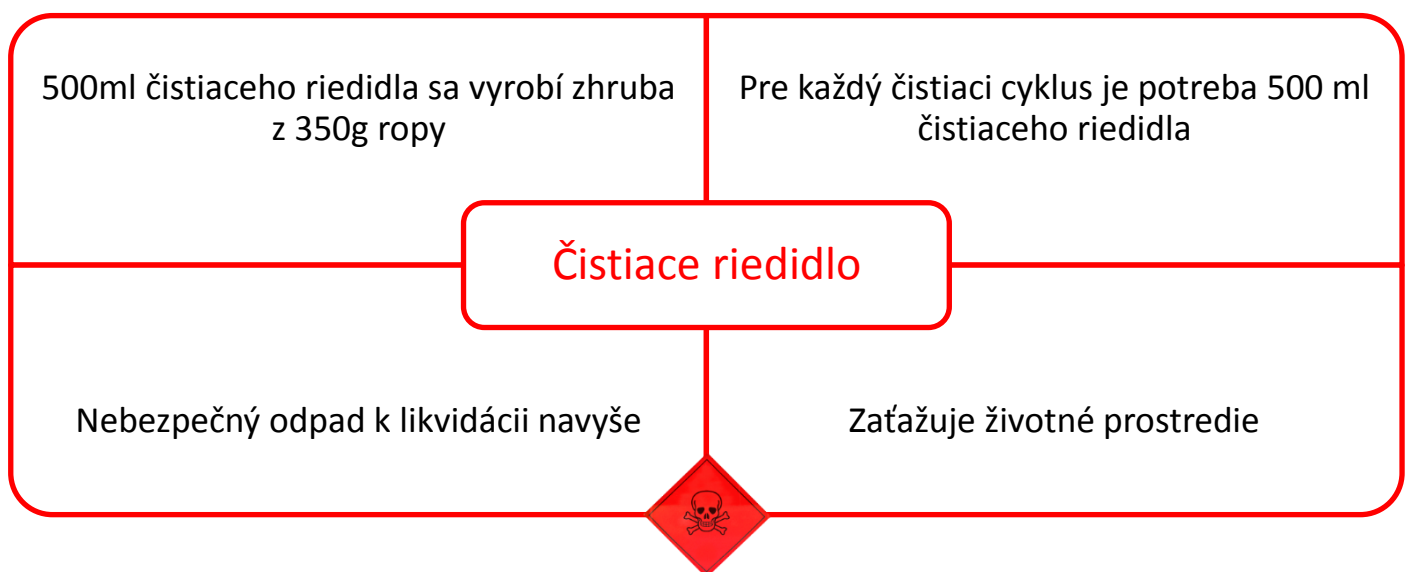 500ml čistiaceho riedidla sa vyrobí zhruba
z 350g ropy
Pre každý čistiaci cyklus je potreba 500 ml
čistiaceho riedidla
Čistiace riedidlo
Nebezpečný odpad k likvidácii navyše
Zaťažuje životné prostredie